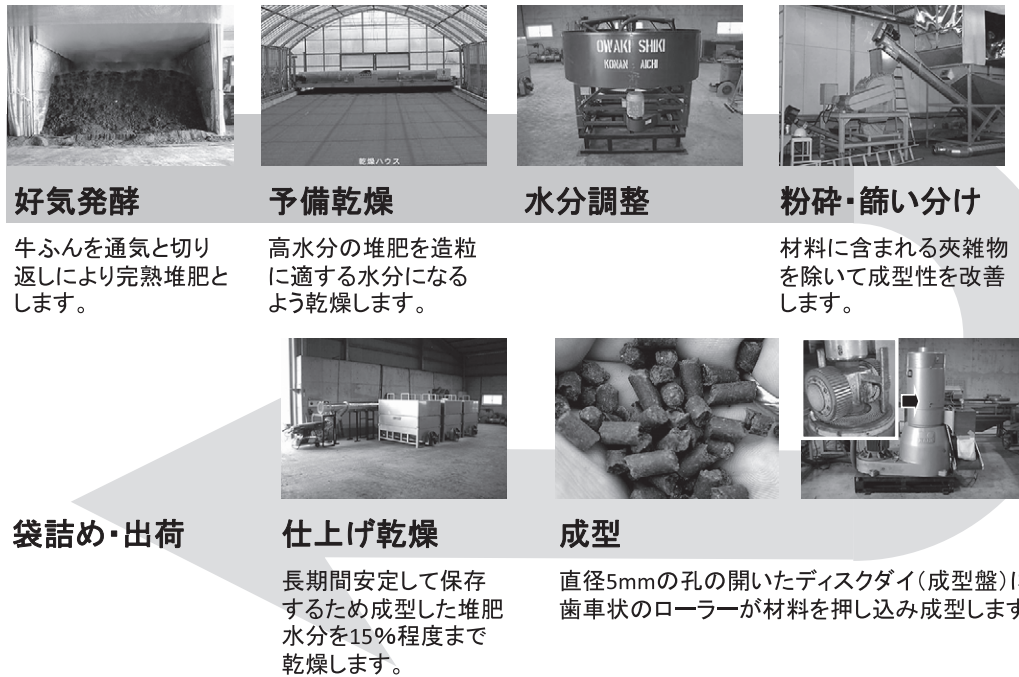 乾燥ハウス
OWAKI SHIKI
KONAN AICHI
好気発酵
牛ふんを通気と切り
返しにより完熟堆肥と
します。
予備乾燥
高水分の堆肥を造粒
に適する水分になる
よう乾燥します。
水分調整
粉砕・篩い分け
材料に含まれる夾雑物
を除いて成型性を改善
します。
袋詰め・出荷
仕上げ乾燥
長期間安定して保存
するため成型した堆肥
水分を15%程度まで
乾燥します。
成型
直径5mmの孔の開いたディスクダイ（成型盤）に
歯車状のローラーが材料を押し込み成型します